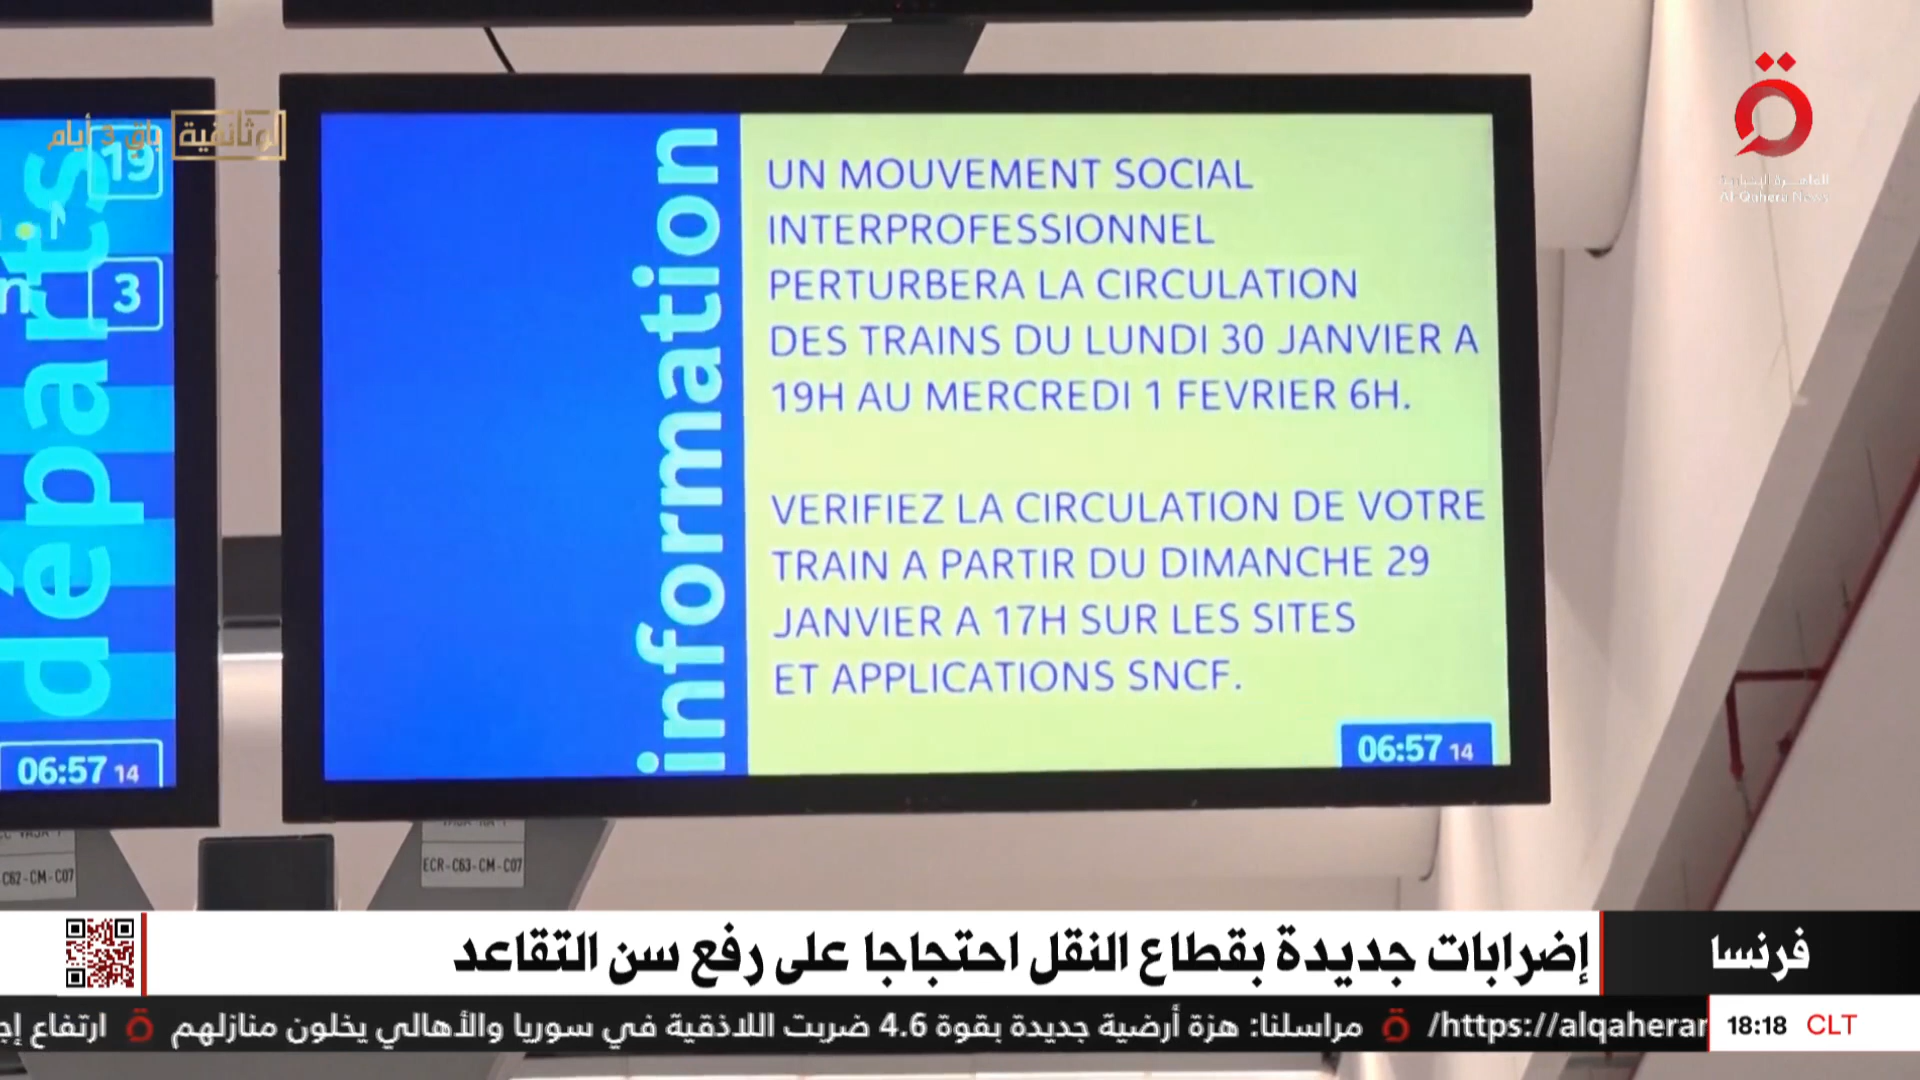 الوثائقية
باق 3 أيام
Al Qahera News
19
3
départs
06:57 14
information
UN MOUVEMENT SOCIAL
INTERPROFESSIONNEL
PERTURBERA LA CIRCULATION
DES TRAINS DU LUNDI 30 JANVIER A
19H AU MERCREDI 1 FEVRIER 6H.
VERIFIEZ LA CIRCULATION DE VOTRE
TRAIN A PARTIR DU DIMANCHE 29
JANVIER A 17H SUR LES SITES
ET APPLICATIONS SNCF.
06:57 14
C62-CM-C07
ECR-C63-CM-C07
فرنسا
إضرابات جديدة بقطاع النقل احتجاجا على رفع سن التقاعد
18:18 CLT
https://alqaherar/
مراسلنا: هزة أرضية جديدة بقوة 4.6 ضربت اللاذقية في سوريا والأهالي يخلون منازلهم
ارتفاع إج